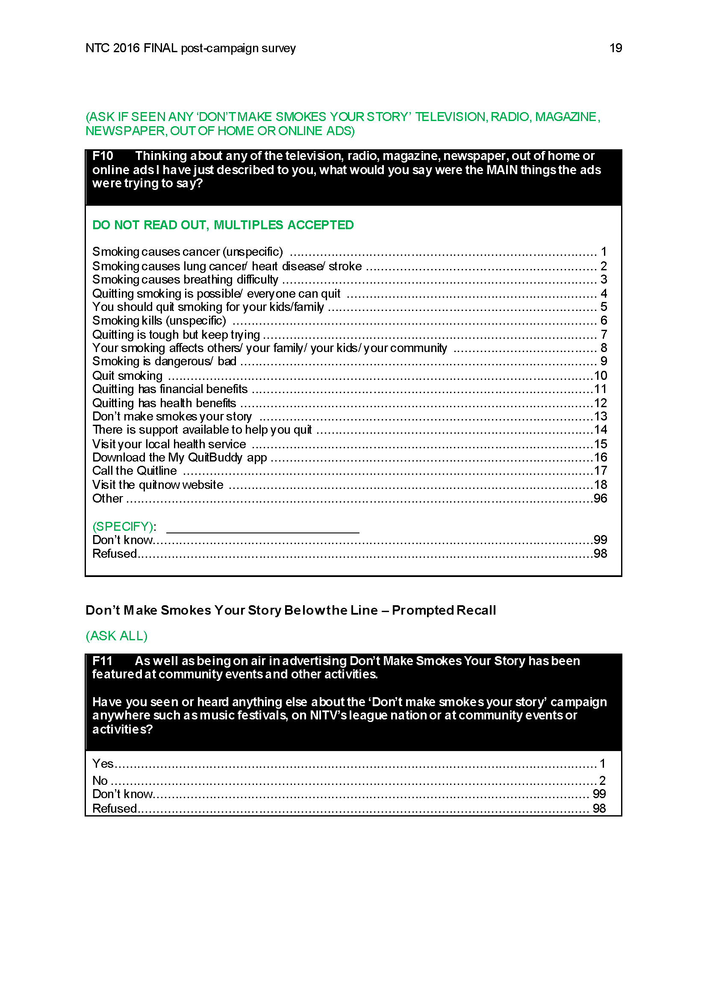 NTC 2016 FINAL post-campaign survey 19
(ASK IF SEEN ANY ‘DON’T MAKE SMOKES YOUR STORY’ TELEVISION, RADIO, MAGAZINE,
NEWSPAPER, OUT OF HOME OR ONLINE ADS)
F10 Thinking about any of the television, radio, magazine, newspaper, out of home or
online ads I have just described to you, what would you say were the MAIN things the ads
were trying to say?
DO NOT READ OUT, MULTIPLES ACCEPTED
Smoking causes cancer (unspecific) ........ 1
Smoking causes lung cancer/ heart disease/ stroke ........ 2
Smoking causes breathing difficulty ........ 3
Quitting smoking is possible/ everyone can quit ........ 4
You should quit smoking for your kids/family ........ 5
Smoking kills (unspecific) ........ 6
Quitting is tough but keep trying ........ 7
Your smoking affects others/ your family/ your kids/ your community ........ 8
Smoking is dangerous/ bad ........ 9
Quit smoking ........ 10
Quitting has financial benefits ........ 11
Quitting has health benefits ........ 12
Don’t make smokes your story ........ 13
There is support available to help you quit ........ 14
Visit your local health service ........ 15
Download the My QuitBuddy app ........ 16
Call the Quitline ........ 17
Visit the quitnow website ........ 18
Other ........ 96
(SPECIFY): ____________________________
Don’t know ........ 99
Refused ........ 98
Don’t Make Smokes Your Story Below the Line – Prompted Recall
(ASK ALL)
F11 As well as being on air in advertising Don’t Make Smokes Your Story has been
featured at community events and other activities.
Have you seen or heard anything else about the ‘Don’t make smokes your story’ campaign
anywhere such as music festivals, on NITV’s league nation or at community events or
activities?
Yes ........ 1
No ........ 2
Don’t know ........ 99
Refused ........ 98